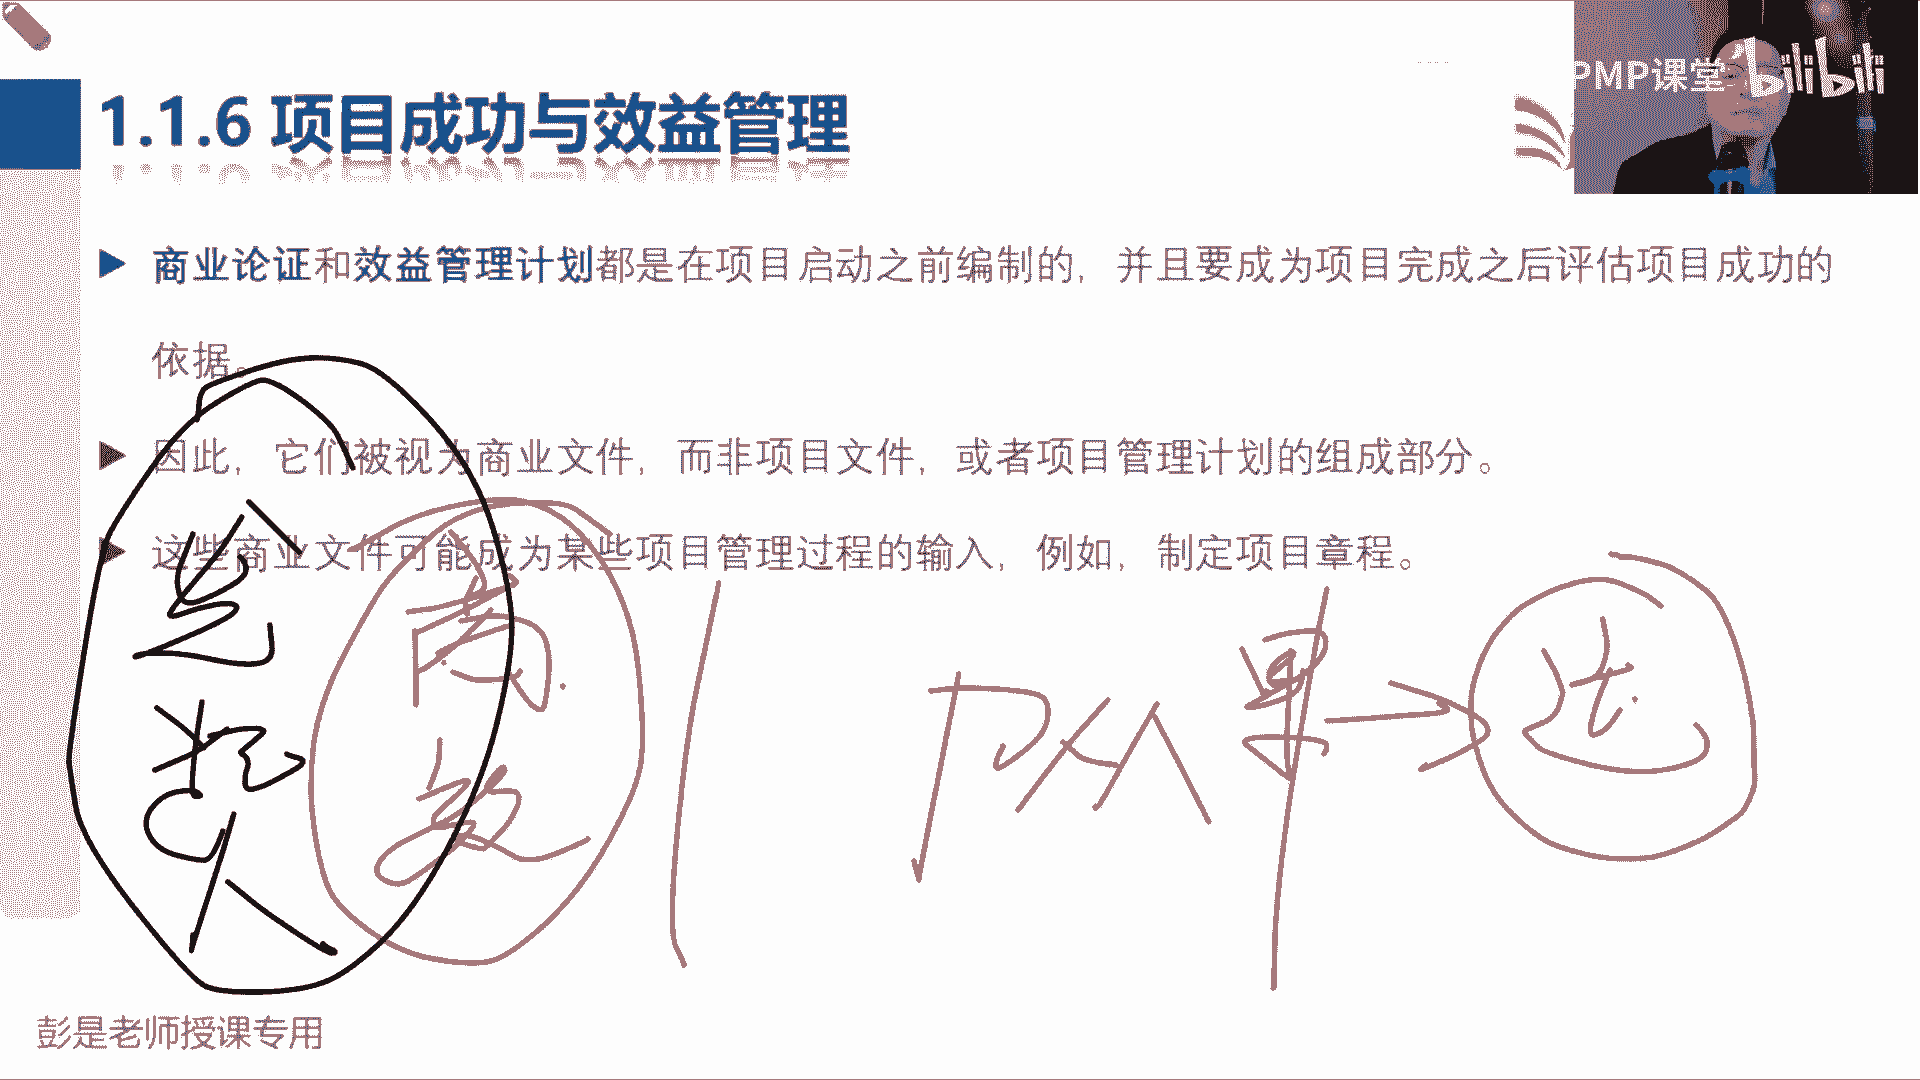 PMP课堂 bilibili
1.1.6 项目成功与效益管理
商业论证和效益管理计划都是在项目启动之前编制的，并且要成为项目完成之后评估项目成功的
依据。
因此，它们被视为商业文件，而非项目文件，或者项目管理计划的组成部分。
这些商业文件可能成为某些项目管理过程的输入，例如，制定项目章程。
商
效
PM
果
达
人
彭是老师授课专用